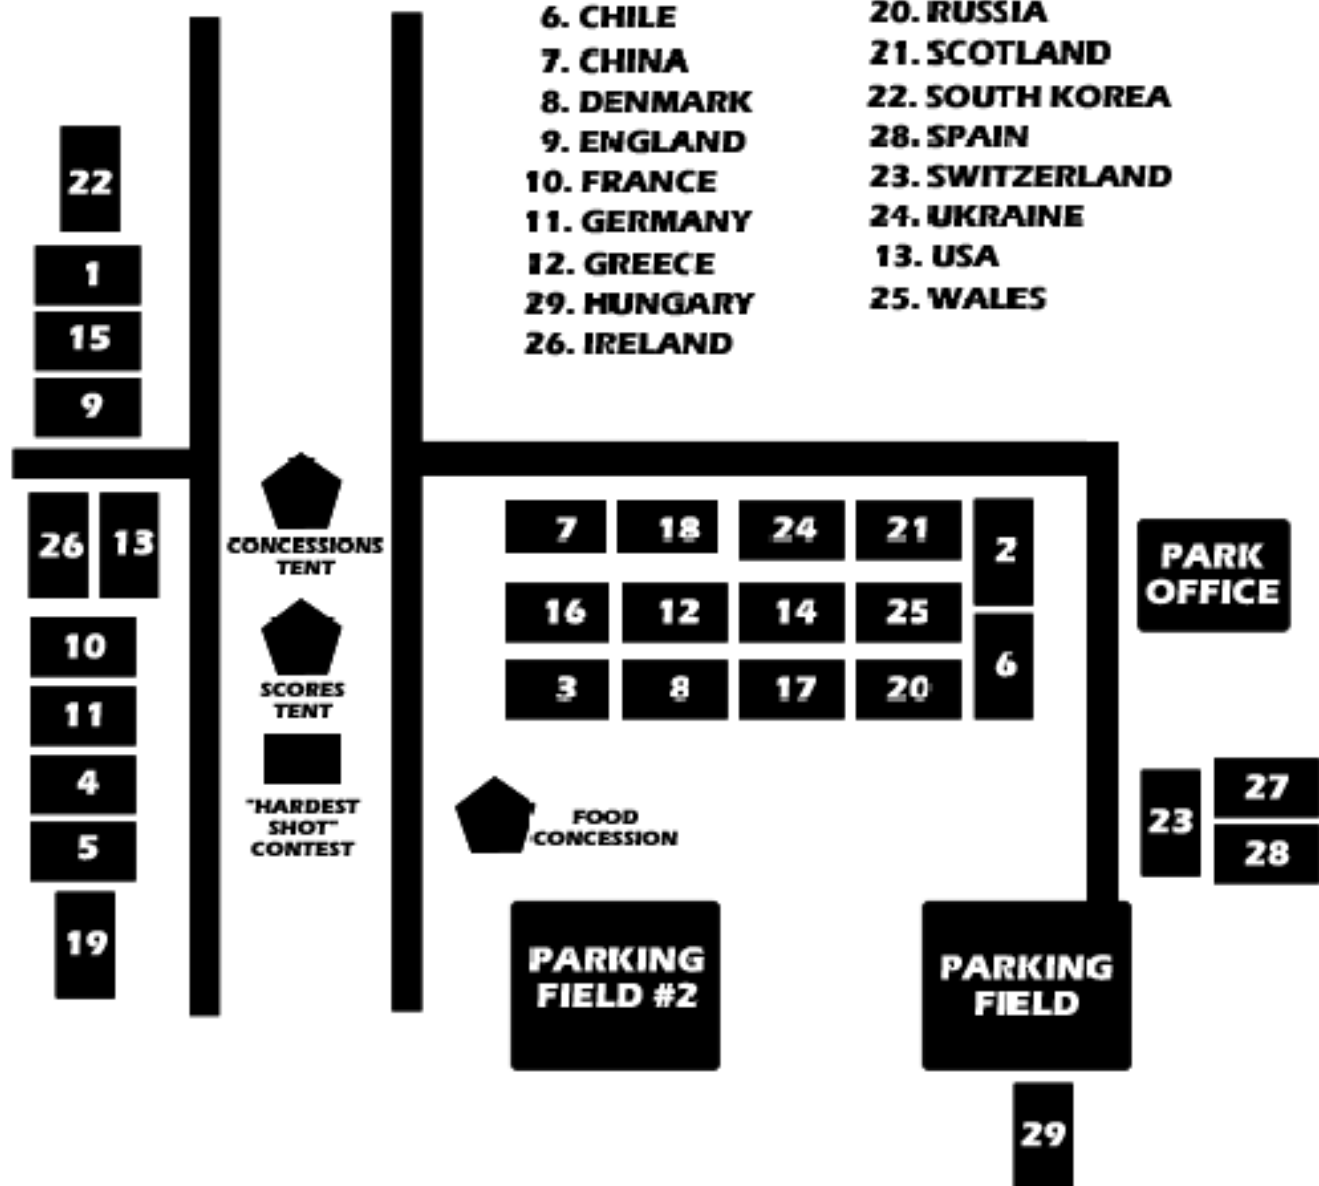 6. CHILE
7. CHINA
8. DENMARK
9. ENGLAND
10. FRANCE
11. GERMANY
12. GREECE
29. HUNGARY
26. IRELAND
20. RUSSIA
21. SCOTLAND
22. SOUTH KOREA
28. SPAIN
23. SWITZERLAND
24. UKRAINE
13. USA
25. WALES
22
1
15
9
26 13
10
11
4
5
19
CONCESSIONS
TENT
SCORES
TENT
"HARDEST
SHOT"
CONTEST
7 18 24 21
2
16 12 14 25
6
3 8 17 20
FOOD
CONCESSION
PARK
OFFICE
23
27
28
PARKING
FIELD #2
PARKING
FIELD
29